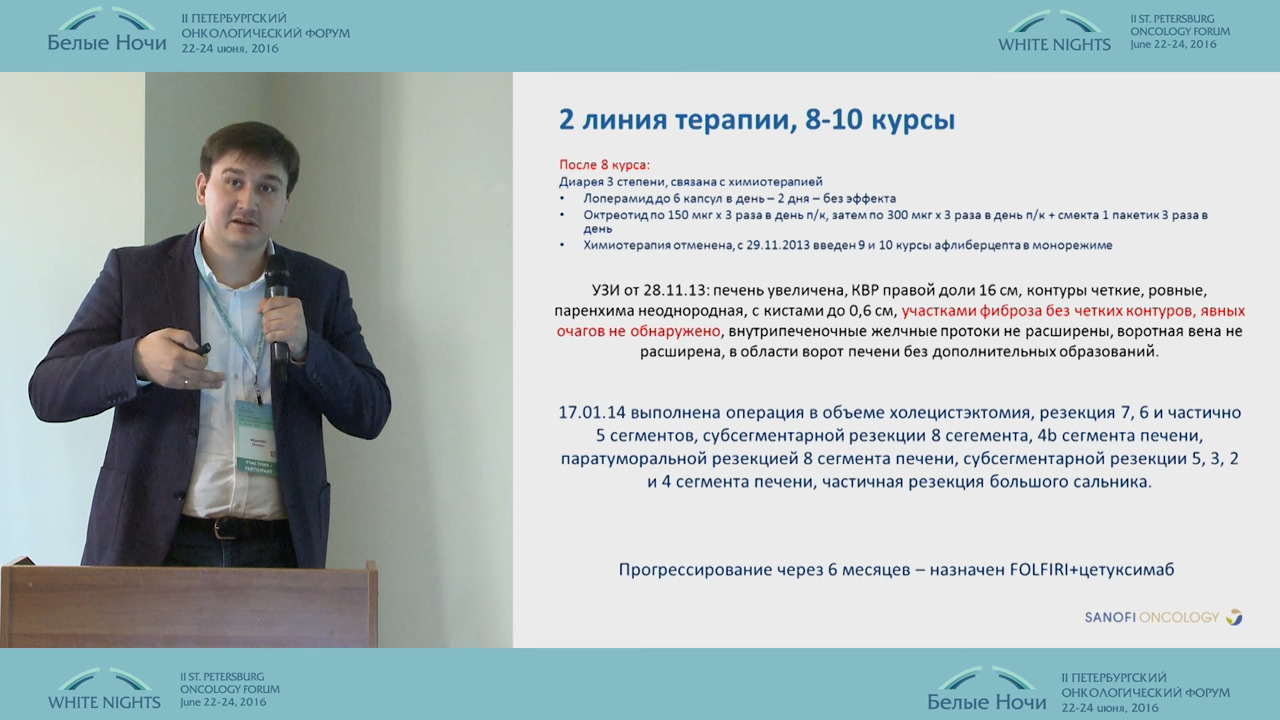 Белые Ночи
II ПЕТЕРБУРГСКИЙ
ОНКОЛОГИЧЕСКИЙ ФОРУМ
22-24 июня, 2016
WHITE NIGHTS
II ST. PETERSBURG
ONCOLOGY FORUM
June 22-24, 2016
2 линия терапии, 8-10 курсы
После 8 курса:
Диарея 3 степени, связана с химиотерапией
• Лоперамид до 6 капсул в день – 2 дня – без эффекта
• Октреотид по 150 мкг х 3 раза в день п/к, затем по 300 мкг х 3 раза в день п/к + смекта 1 пакетик 3 раза в
день
• Химиотерапия отменена, с 29.11.2013 введен 9 и 10 курсы афлиберцепта в монорежиме
УЗИ от 28.11.13: печень увеличена, КВР правой доли 16 см, контуры четкие, ровные,
паренхима неоднородная, с кистами до 0,6 см, участками фиброза без четких контуров, явных
очагов не обнаружено, внутрипеченочные желчные протоки не расширены, воротная вена не
расширена, в области ворот печени без дополнительных образований.
17.01.14 выполнена операция в объеме холецистэктомия, резекция 7, 6 и частично
5 сегментов, субсегментарной резекции 8 сегемента, 4b сегмента печени,
паратуморальной резекцией 8 сегмента печени, субсегментарной резекции 5, 3, 2
и 4 сегмента печени, частичная резекция большого сальника.
Прогрессирование через 6 месяцев – назначен FOLFIRI+цетуксимаб
SANOFI ONCOLOGY
УЧАСТНИК /
PARTICIPANT
WHITE NIGHTS
II ST. PETERSBURG
ONCOLOGY FORUM
June 22-24, 2016
Белые Ночи
II ПЕТЕРБУРГСКИЙ
ОНКОЛОГИЧЕСКИЙ ФОРУМ
22-24 июня, 2016